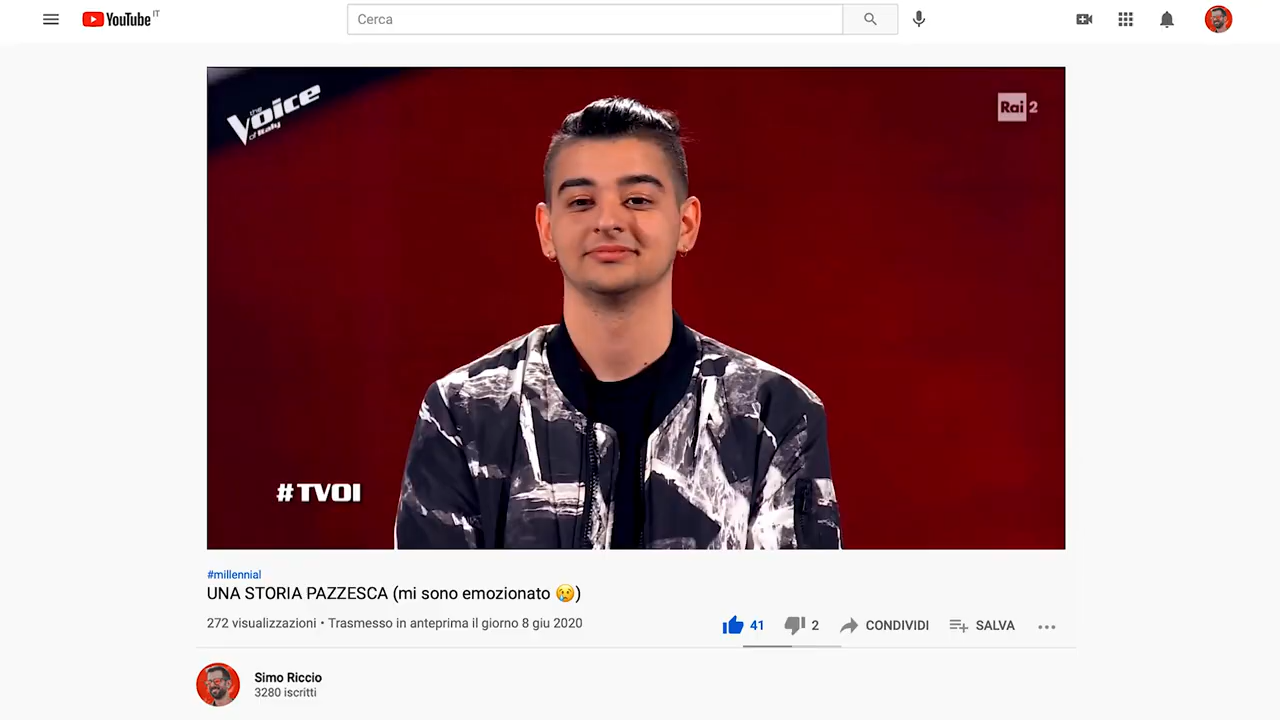 YouTube IT
Cerca
the Voice of Italy
Rai 2
#TVOI
#millennial
UNA STORIA PAZZESCA (mi sono emozionato 😢)
272 visualizzazioni • Trasmesso in anteprima il giorno 8 giu 2020
41
2
CONDIVIDI
SALVA
Simo Riccio
3280 iscritti